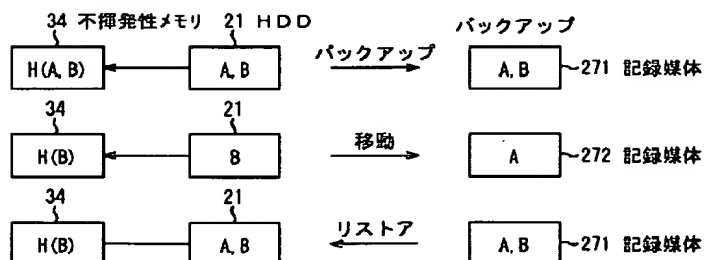 34 不揮発性メモリ 21 HDD バックアップ
H(A, B) A, B バックアップ A, B 271 記録媒体
34 21
H(B) B 移動 A 272 記録媒体
34 21
H(B) A, B リストア A, B 271 記録媒体